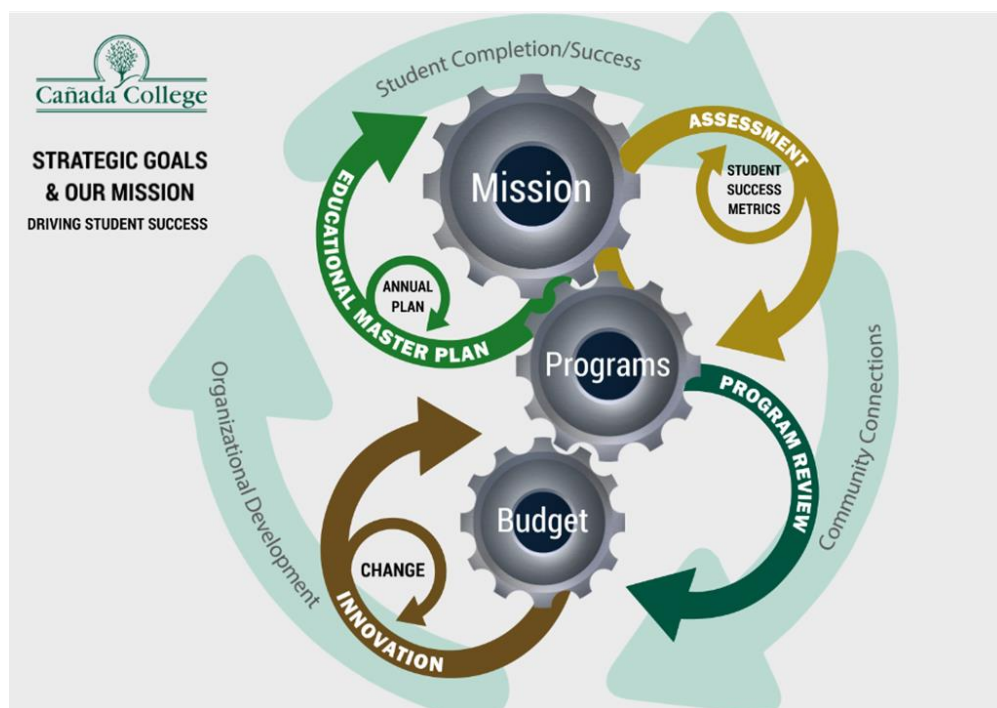 Cañada College
STRATEGIC GOALS
& OUR MISSION
DRIVING STUDENT SUCCESS
Student Completion/Success
Mission
ASSESSMENT
STUDENT
SUCCESS
METRICS
EDUCATIONAL MASTER PLAN
ANNUAL
PLAN
Programs
PROGRAM REVIEW
Community Connections
Organizational Development
Budget
CHANGE
INNOVATION